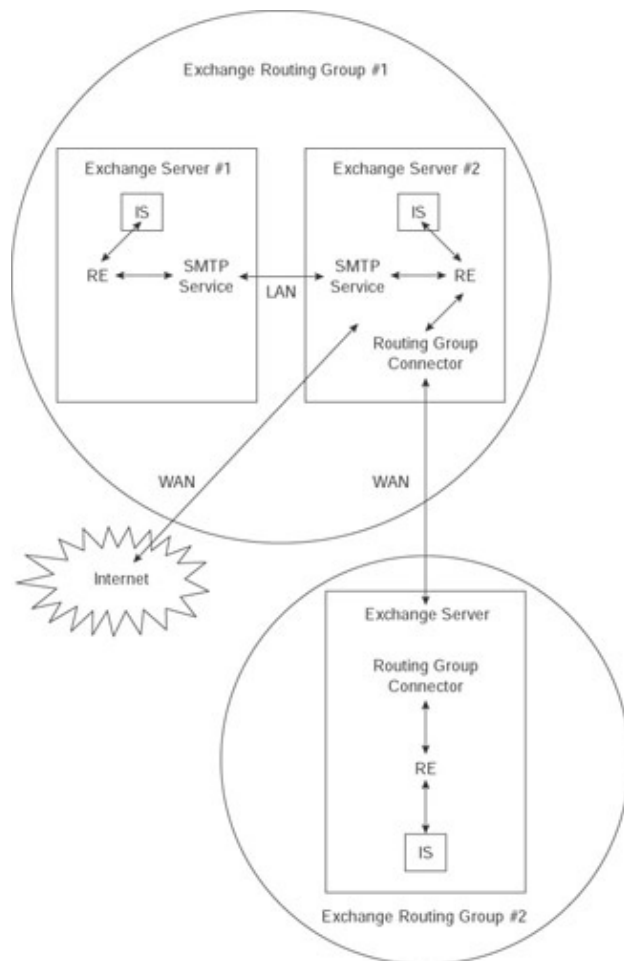 Exchange Routing Group #1
Exchange Server #1
IS
RE
SMTP
Service
LAN
Exchange Server #2
IS
SMTP
Service
RE
Routing Group
Connector
WAN
WAN
Internet
Exchange Server
Routing Group
Connector
RE
IS
Exchange Routing Group #2